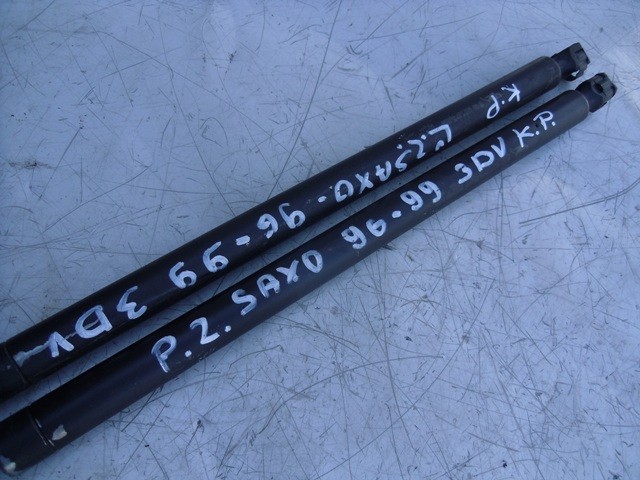 K.P L.Z.SAXO - 96-99 3DV
P.Z. SAXO 96-99 3DV K.P.